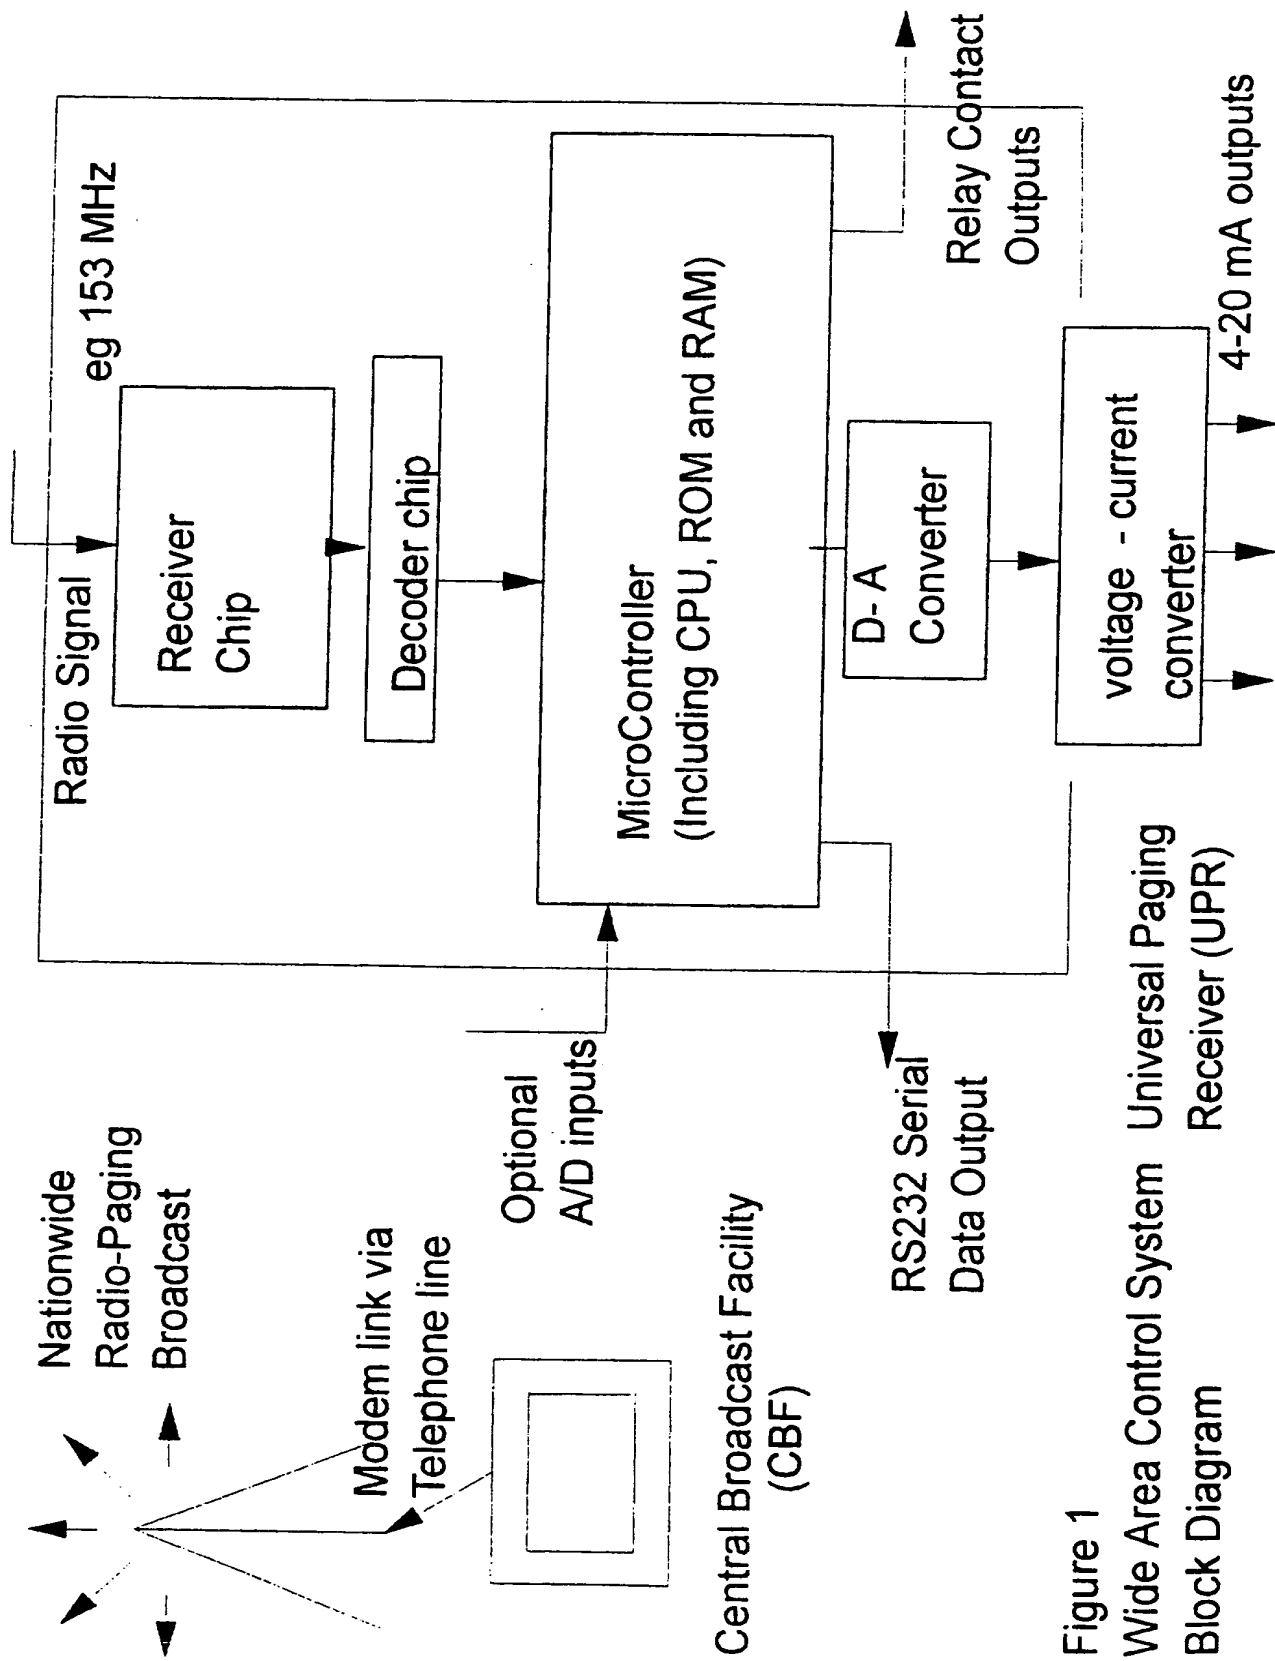 Nationwide
Radio-Paging
Broadcast
Modem link via
Telephone line
Central Broadcast Facility
(CBF)
Radio Signal
eg 153 MHz
Receiver
Chip
Decoder chip
Optional
A/D inputs
MicroController
(Including CPU, ROM and RAM)
RS232 Serial
Data Output
D- A
Converter
Relay Contact
Outputs
voltage - current
converter
4-20 mA outputs
Universal Paging
Receiver (UPR)
Figure 1
Wide Area Control System
Block Diagram